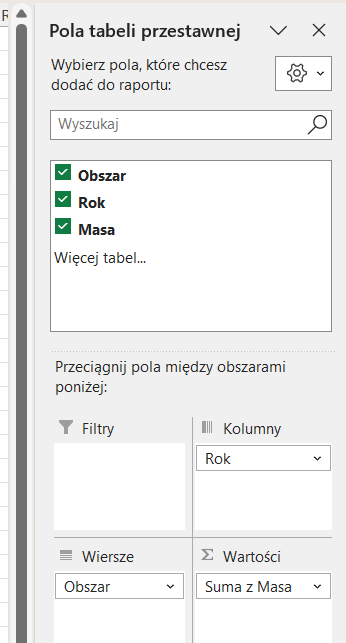 R
Pola tabeli przestawnej
Wybierz pola, które chcesz
dodać do raportu:
Wyszukaj
Obszar
Rok
Masa
Więcej tabel...
Przeciągnij pola między obszarami
poniżej:
Filtry
Kolumny
Rok
Wiersze
Wartości
Obszar
Suma z Masa